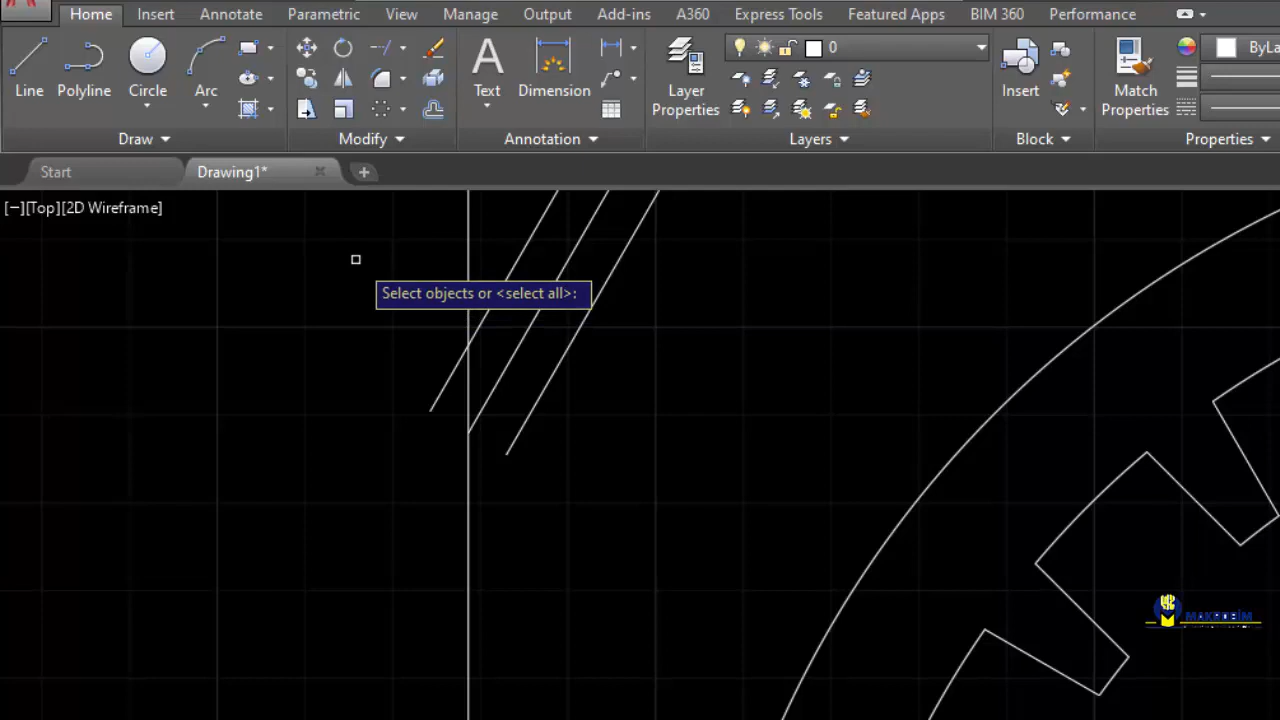 Home Insert Annotate Parametric View Manage Output Add-ins A360 Express Tools Featured Apps BIM 360 Performance
0
Line Polyline Circle Arc Text Dimension Layer Properties Insert Match Properties ByLa
Draw Modify Annotation Layers Block Properties
Start Drawing1*
[−][Top][2D Wireframe]
Select objects or <select all>: